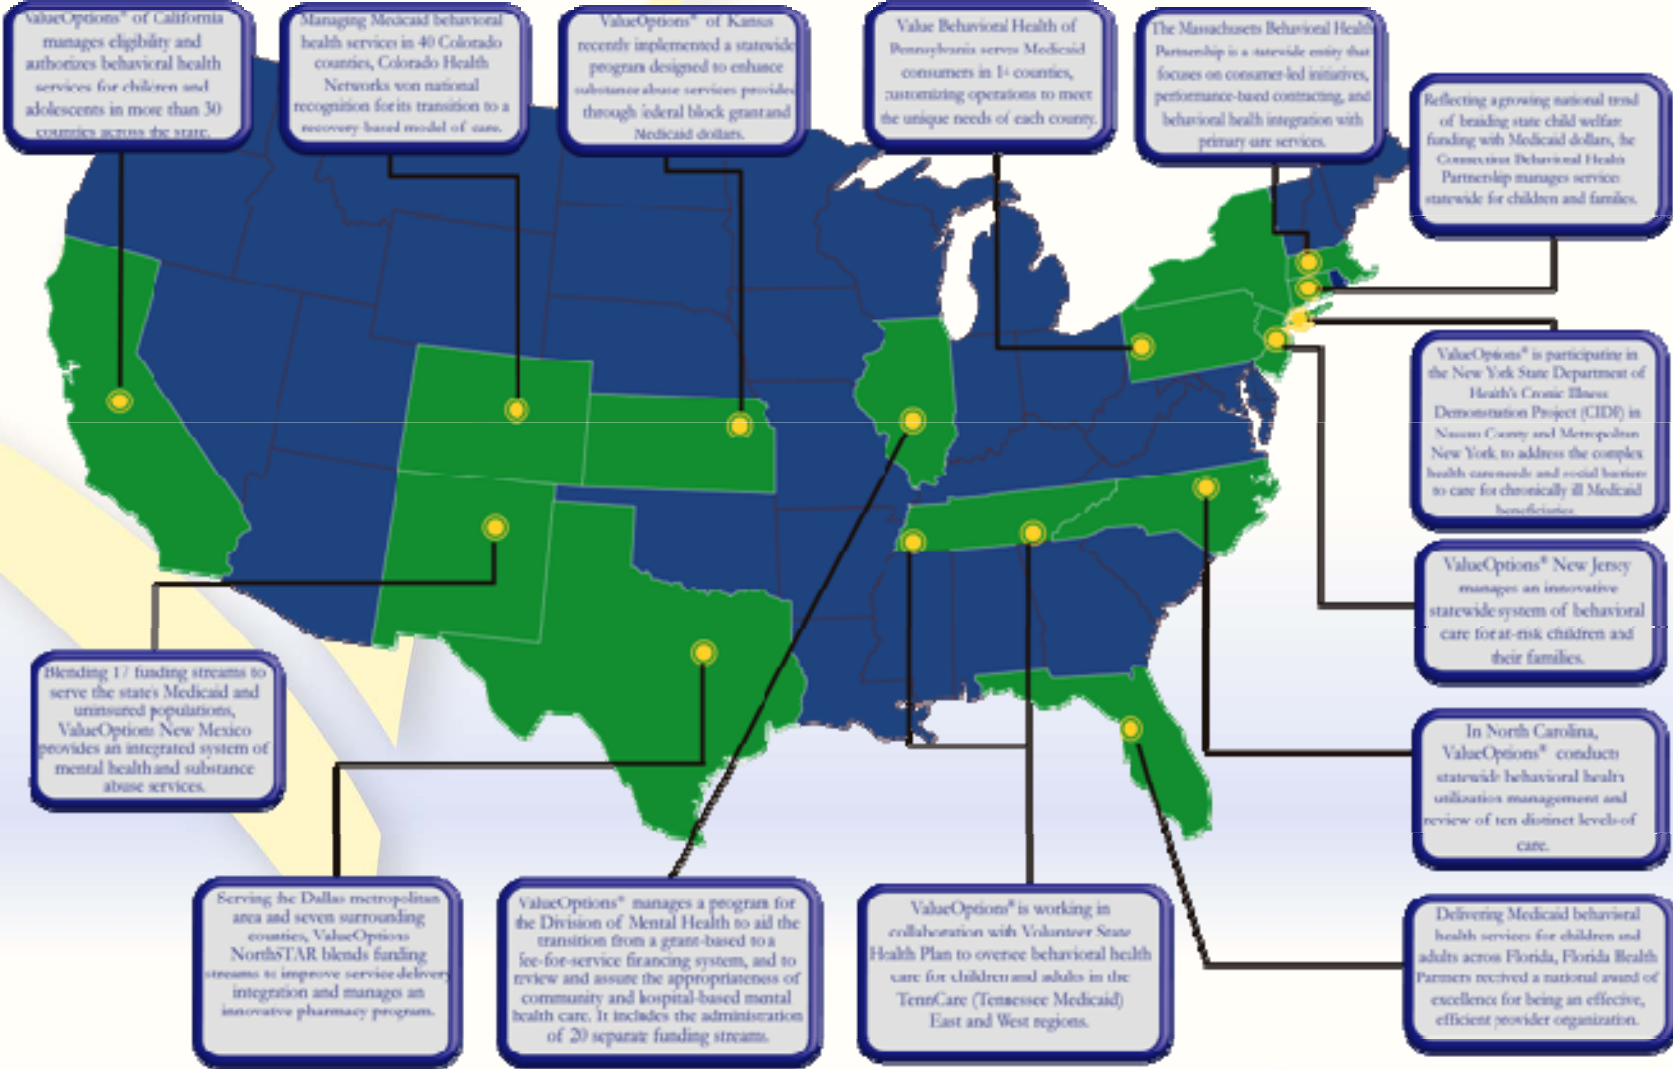 ValueOptions® of California
manages eligibility and
authorizes behavioral health
services for children and
adolescents in more than 30
counties across the state.
Managing Medicaid behavioral
health services in 40 Colorado
counties, Colorado Health
Networks won national
recognition for its transition to a
recovery-based model of care.
ValueOptions® of Kansas
recently implemented a statewide
program designed to enhance
substance abuse services provided
through federal block grant and
Medicaid dollars.
Value Behavioral Health of
Pennsylvania serves Medicaid
consumers in counties,
customizing operations to meet
the unique needs of each county.
The Massachusets Behavioral Health
Partnership is a statewide entity that
focuses on consumer-led initiatives,
performance-based contracting, and
behavioral health integration with
primary care services.
Reflecting a growing national trend
of braiding state child welfare
funding with Medicaid dollars, the
Connecticut Behavioral Health
Partnership manages services
statewide for children and families.
ValueOptions® is participating in
the New York State Department of
Health's Cronic Illness
Demonstration Project (CIDP) in
Nassau County and Metropolitan
New York to address the complex
health care needs and social barriers
to care for chronically ill Medicaid
beneficiaries.
ValueOptions® New Jersey
manages an innovative
statewide system of behavioral
care for at-risk children and
their families.
In North Carolina,
ValueOptions® conducts
statewide behavioral health
utilization management and
review of ten distinct levels of
care.
Delivering Medicaid behavioral
health services for children and
adults across Florida, Florida Health
Partners received a national award of
excellence for being an effective,
efficient provider organization.
Blending 17 funding streams to
serve the state's Medicaid and
uninsured populations,
ValueOptions New Mexico
provides an integrated system of
mental health and substance
abuse services.
Serving the Dallas metropolitan
area and seven surrounding
counties, ValueOptions
NorthSTAR blends funding
streams to improve service delivery
integration and manages an
innovative pharmacy program.
ValueOptions® manages a program for
the Division of Mental Health to aid the
transition from a grant-based to a
fee-for-service financing system, and to
review and assure the appropriateness of
community and hospital-based mental
health care. It includes the administration
of 20 separate funding streams.
ValueOptions® is working in
collaboration with Volunteer State
Health Plan to oversee behavioral health
care for children and adults in the
TennCare (Tennessee Medicaid)
East and West regions.